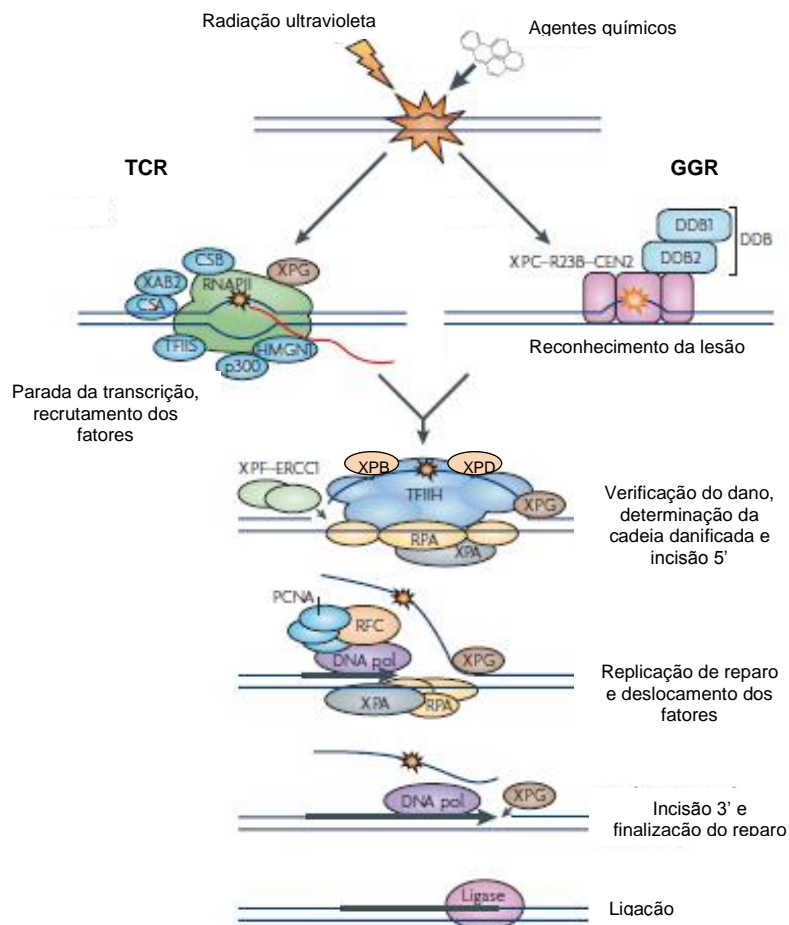 Radiação ultravioleta
Agentes químicos
TCR
GGR
CSB
XPG
XAB2
RNAPII
CSA
TFIIS
HMGN1
p300
DDB1
DDB
DDB2
XPC–R23B–CEN2
Reconhecimento da lesão
Parada da transcrição,
recrutamento dos
fatores
XPF–ERCC1
XPB
XPD
TFIIH
XPG
RPA
XPA
Verificação do dano,
determinação da
cadeia danificada e
incisão 5'
PCNA
RFC
DNA pol
XPG
XPA
RPA
Replicação de reparo
e deslocamento dos
fatores
DNA pol
XPG
Incisão 3' e
finalização do reparo
Ligase
Ligação